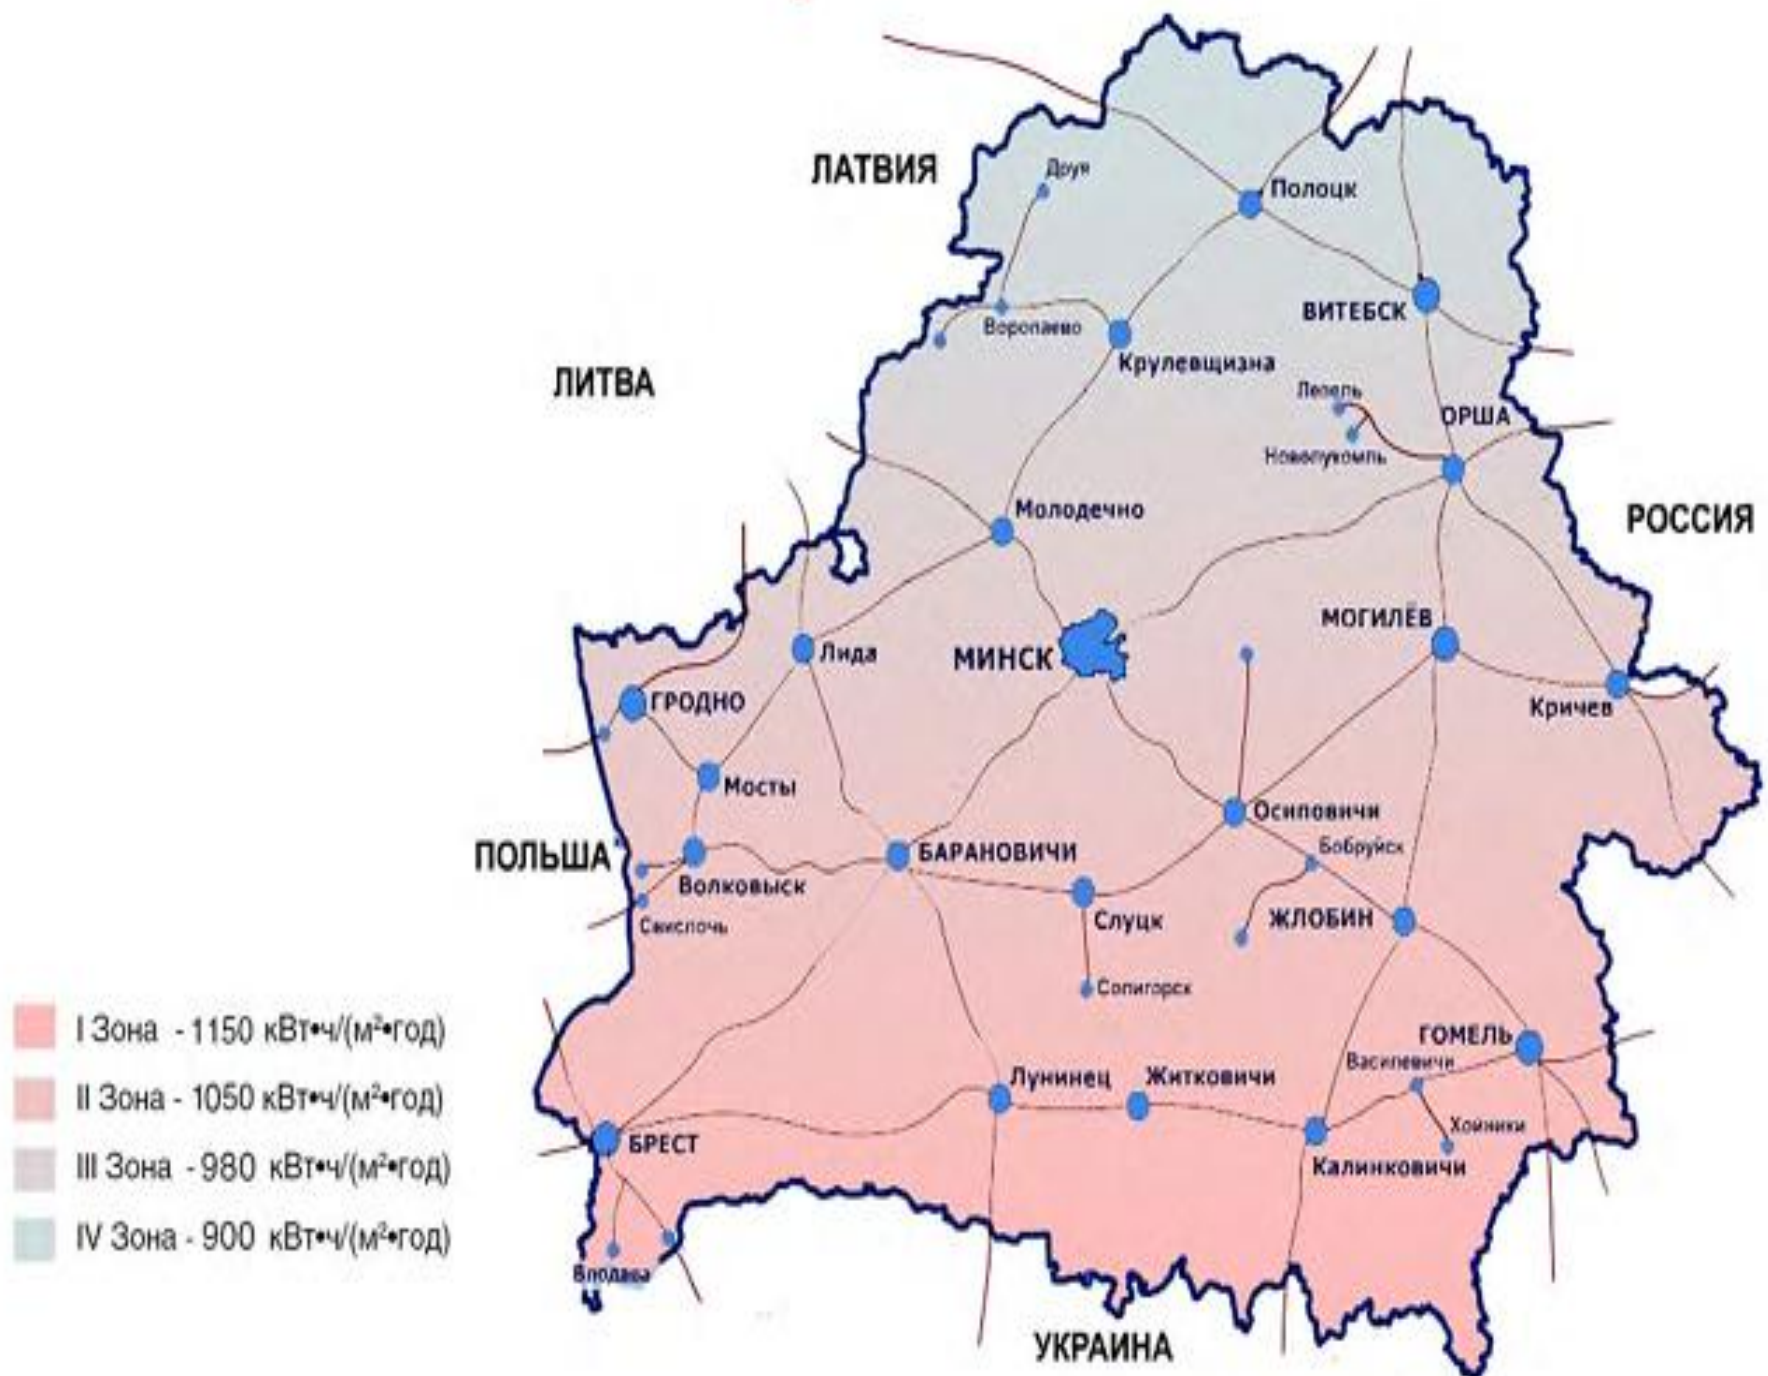 ЛАТВИЯ
Друя
Полоцк
ВИТЕБСК
Воропаево
Крулевщизна
ЛИТВА
Лепель
ОРША
Новолукомль
Молодечно
РОССИЯ
МОГИЛЁВ
Лида
МИНСК
ГРОДНО
Кричев
Мосты
Осиповичи
ПОЛЬША
БАРАНОВИЧИ
Бобруйск
Волковыск
Свислочь
Слуцк
ЖЛОБИН
Солигорск
I Зона - 1150 кВт•ч/(м²•год)
II Зона - 1050 кВт•ч/(м²•год)
III Зона - 980 кВт•ч/(м²•год)
IV Зона - 900 кВт•ч/(м²•год)
ГОМЕЛЬ
Василевичи
Лунинец
Житковичи
Хойники
БРЕСТ
Калинковичи
Влодава
УКРАИНА